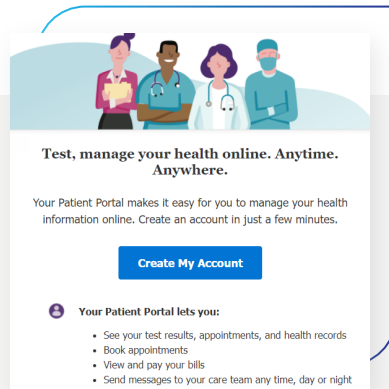 Test, manage your health online. Anytime.
Anywhere.
Your Patient Portal makes it easy for you to manage your health
information online. Create an account in just a few minutes.
Create My Account
Your Patient Portal lets you:
• See your test results, appointments, and health records
• Book appointments
• View and pay your bills
• Send messages to your care team any time, day or night